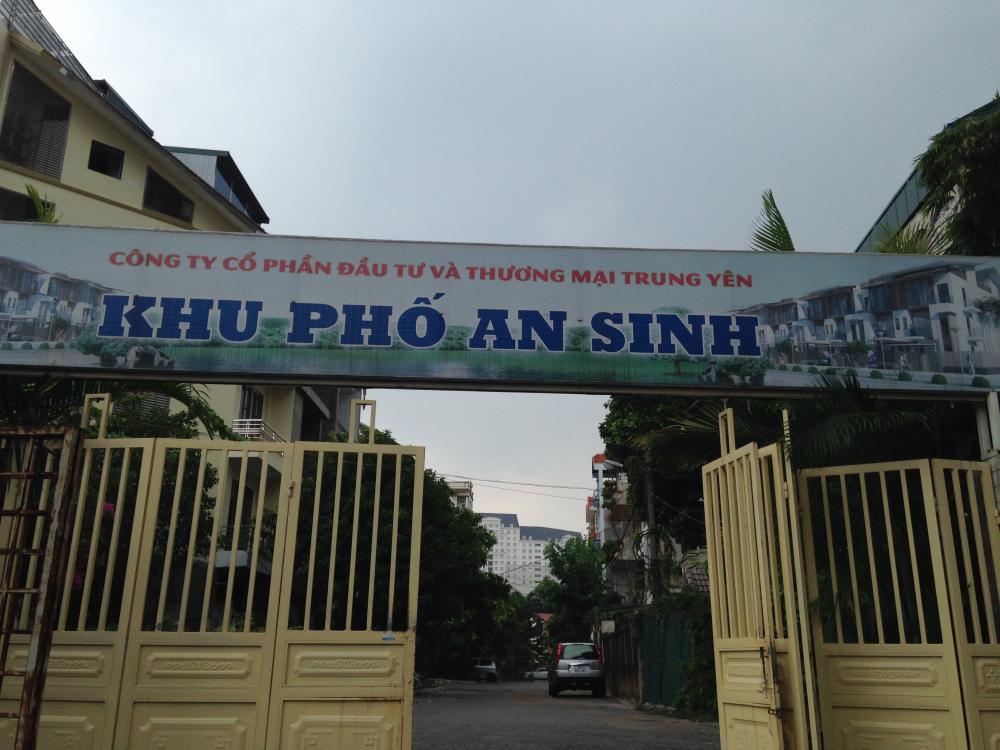 CÔNG TY CỔ PHẦN ĐẦU TƯ VÀ THƯƠNG MẠI TRUNG YÊN
KHU PHỐ AN SINH